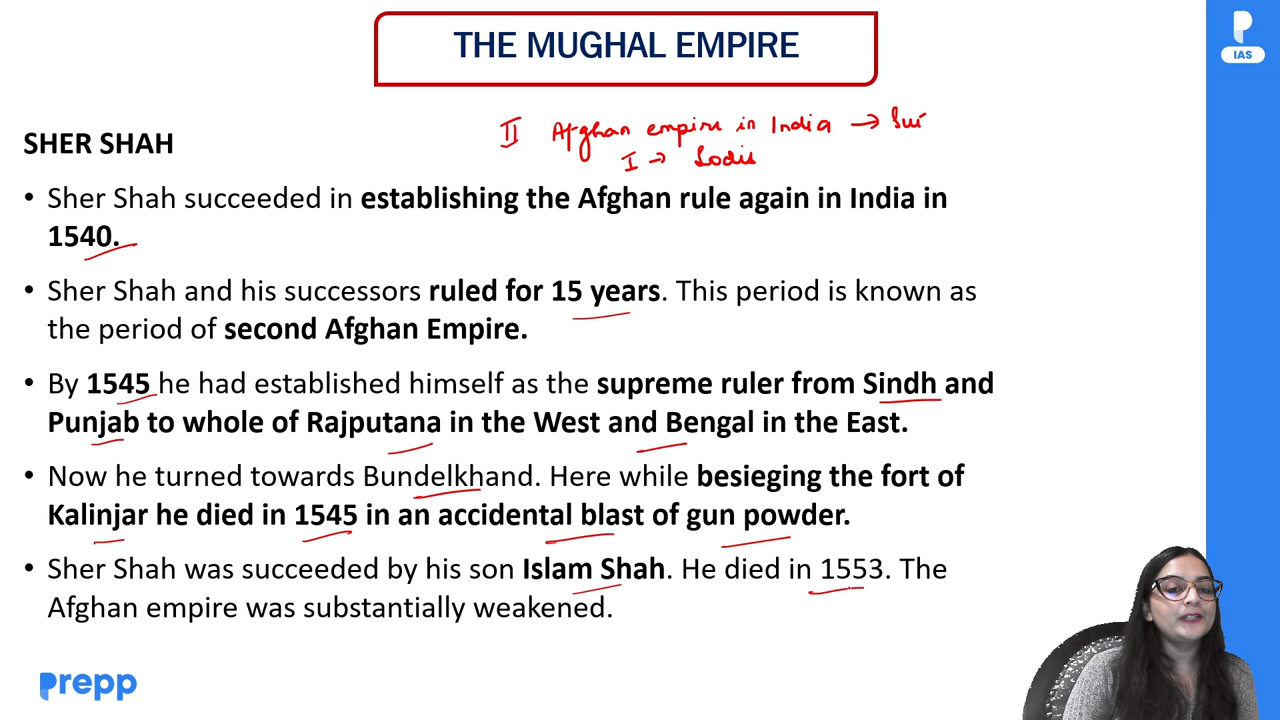 THE MUGHAL EMPIRE
IAS
II Afghan empire in India → Sur
I → Lodis
SHER SHAH
• Sher Shah succeeded in establishing the Afghan rule again in India in
1540.
• Sher Shah and his successors ruled for 15 years. This period is known as
the period of second Afghan Empire.
• By 1545 he had established himself as the supreme ruler from Sindh and
Punjab to whole of Rajputana in the West and Bengal in the East.
• Now he turned towards Bundelkhand. Here while besieging the fort of
Kalinjar he died in 1545 in an accidental blast of gun powder.
• Sher Shah was succeeded by his son Islam Shah. He died in 1553. The
Afghan empire was substantially weakened.
prepp